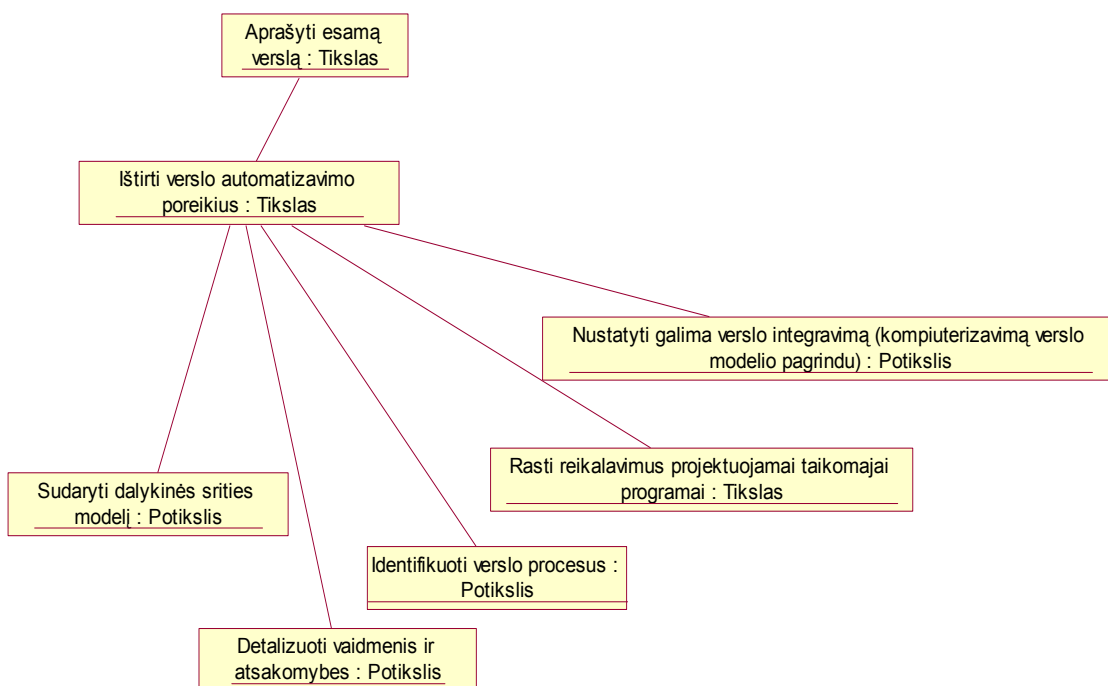 Aprašyti esamą
verslą : Tikslas
Ištirti verslo automatizavimo
poreikius : Tikslas
Nustatyti galima verslo integravimą (kompiuterizavimą verslo
modelio pagrindu) : Potikslis
Rasti reikalavimus projektuojamai taikomajai
programai : Tikslas
Sudaryti dalykinės srities
modelį : Potikslis
Identifikuoti verslo procesus :
Potikslis
Detalizuoti vaidmenis ir
atsakomybes : Potikslis